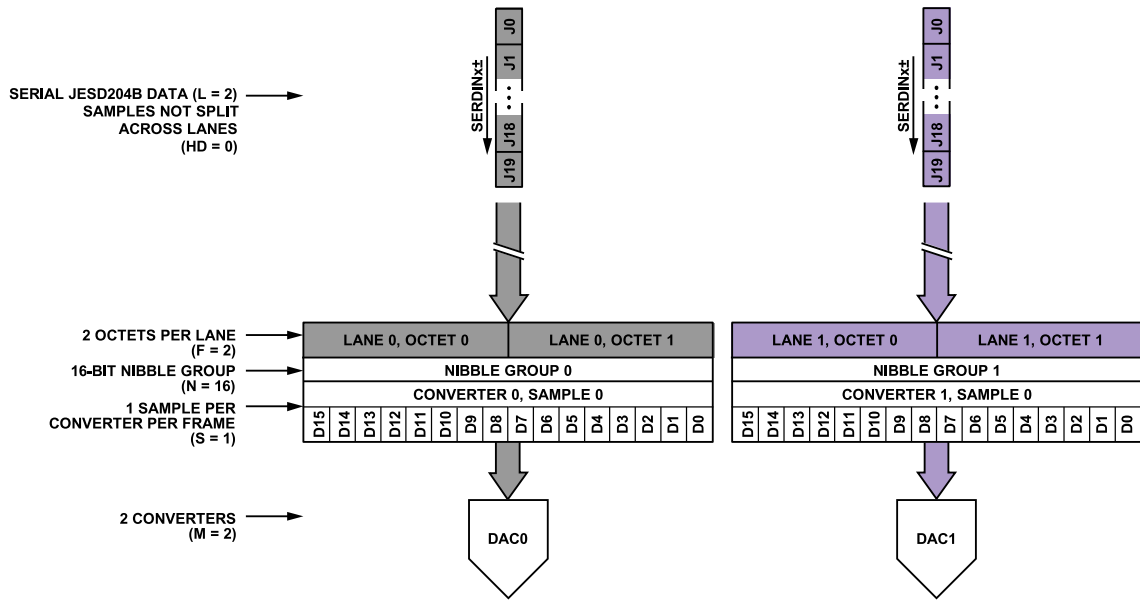 SERIAL JESD204B DATA (L = 2)
SAMPLES NOT SPLIT
ACROSS LANES
(HD = 0)
SERDINx±
J0
J1
J18
J19
SERDINx±
J0
J1
J18
J19
2 OCTETS PER LANE
(F = 2)
LANE 0, OCTET 0
LANE 0, OCTET 1
LANE 1, OCTET 0
LANE 1, OCTET 1
16-BIT NIBBLE GROUP
(N = 16)
NIBBLE GROUP 0
NIBBLE GROUP 1
CONVERTER 0, SAMPLE 0
CONVERTER 1, SAMPLE 0
1 SAMPLE PER
CONVERTER PER FRAME
(S = 1)
D15 D14 D13 D12 D11 D10 D9 D8 D7 D6 D5 D4 D3 D2 D1 D0
D15 D14 D13 D12 D11 D10 D9 D8 D7 D6 D5 D4 D3 D2 D1 D0
2 CONVERTERS
(M = 2)
DAC0
DAC1